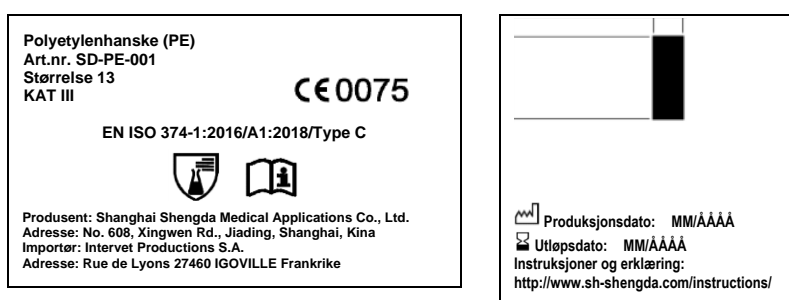 Polyetylenhanske (PE)
Art.nr. SD-PE-001
Størrelse 13
KAT III
CE 0075
EN ISO 374-1:2016/A1:2018/Type C
Produsent: Shanghai Shengda Medical Applications Co., Ltd.
Adresse: No. 608, Xingwen Rd., Jiading, Shanghai, Kina
Importør: Intervet Productions S.A.
Adresse: Rue de Lyons 27460 IGOVILLE Frankrike
Produksjonsdato: MM/ÅÅÅÅ
Utløpsdato: MM/ÅÅÅÅ
Instruksjoner og erklæring:
http://www.sh-shengda.com/instructions/